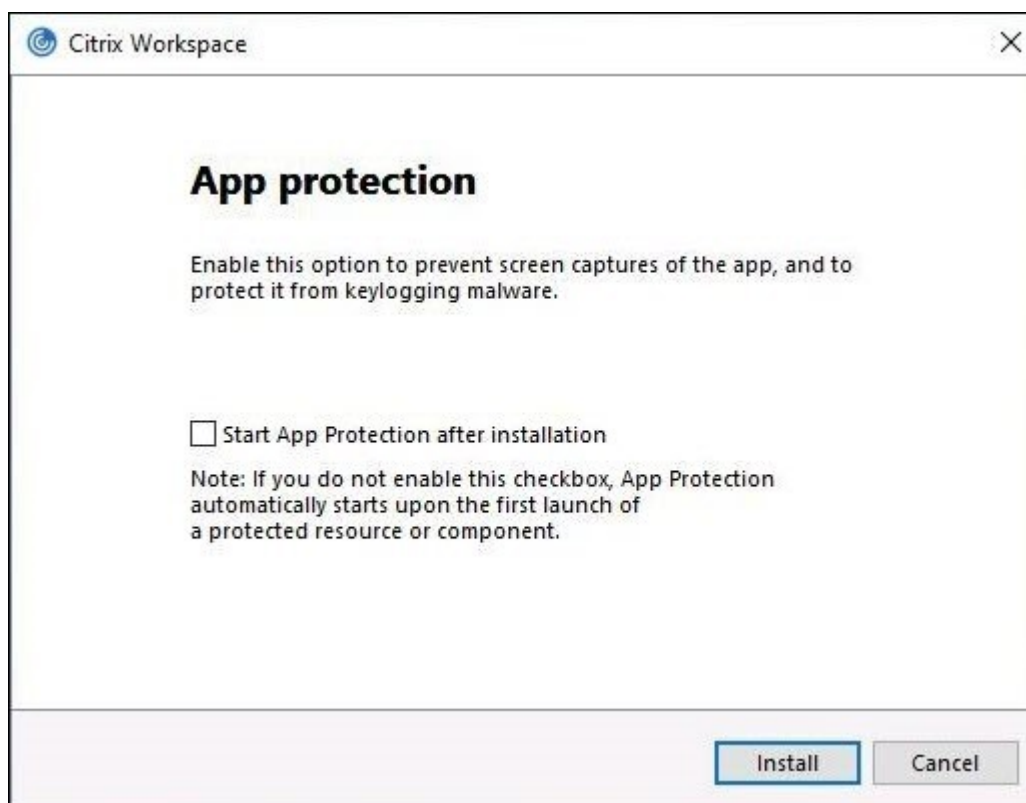 Citrix Workspace
App protection
Enable this option to prevent screen captures of the app, and to
protect it from keylogging malware.
Start App Protection after installation
Note: If you do not enable this checkbox, App Protection
automatically starts upon the first launch of
a protected resource or component.
Install
Cancel